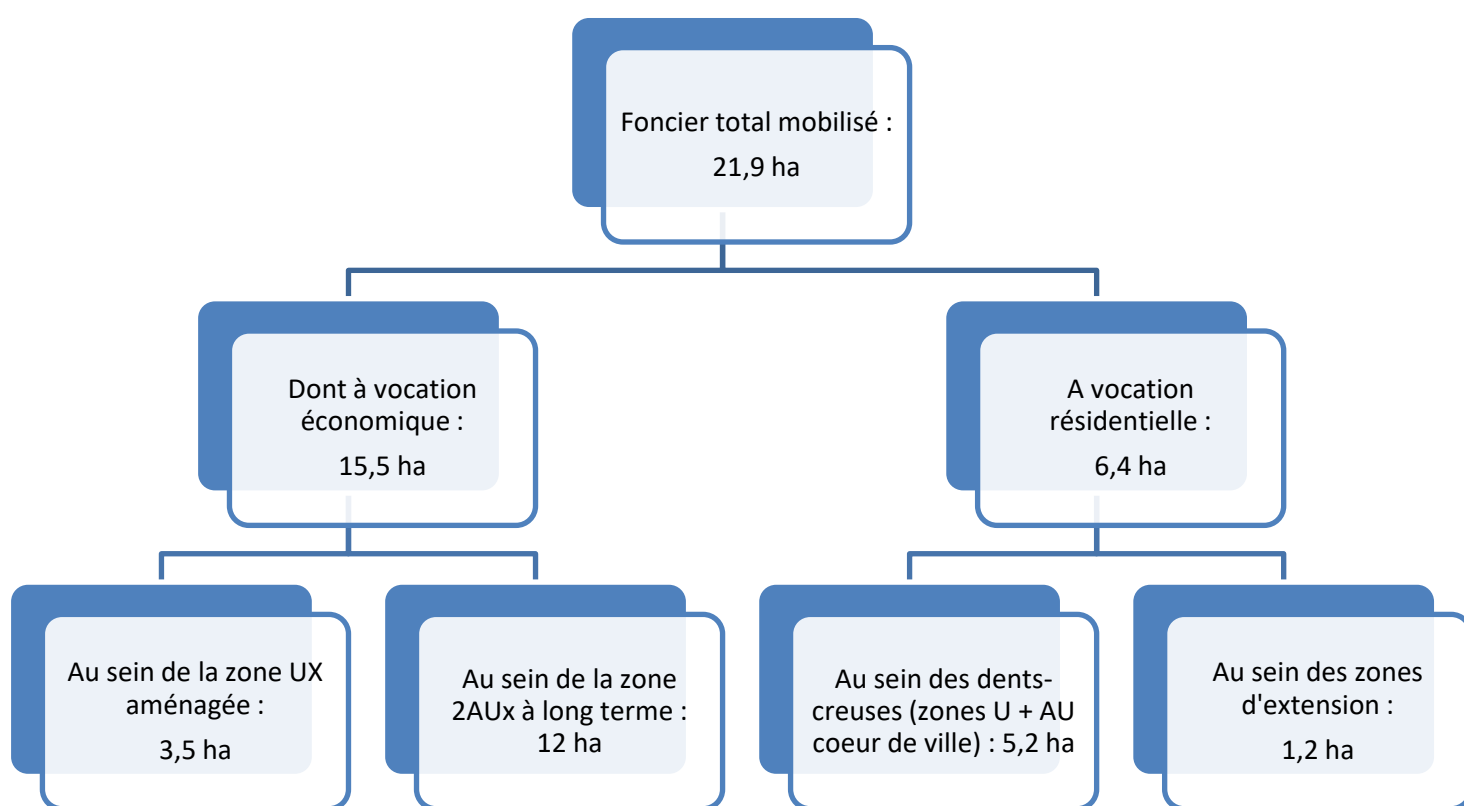 Foncier total mobilisé :
21,9 ha
Dont à vocation
économique :
15,5 ha
A vocation
résidentielle :
6,4 ha
Au sein de la zone UX
aménagée :
3,5 ha
Au sein de la zone
2AUx à long terme :
12 ha
Au sein des dents-
creuses (zones U + AU
coeur de ville) : 5,2 ha
Au sein des zones
d'extension :
1,2 ha